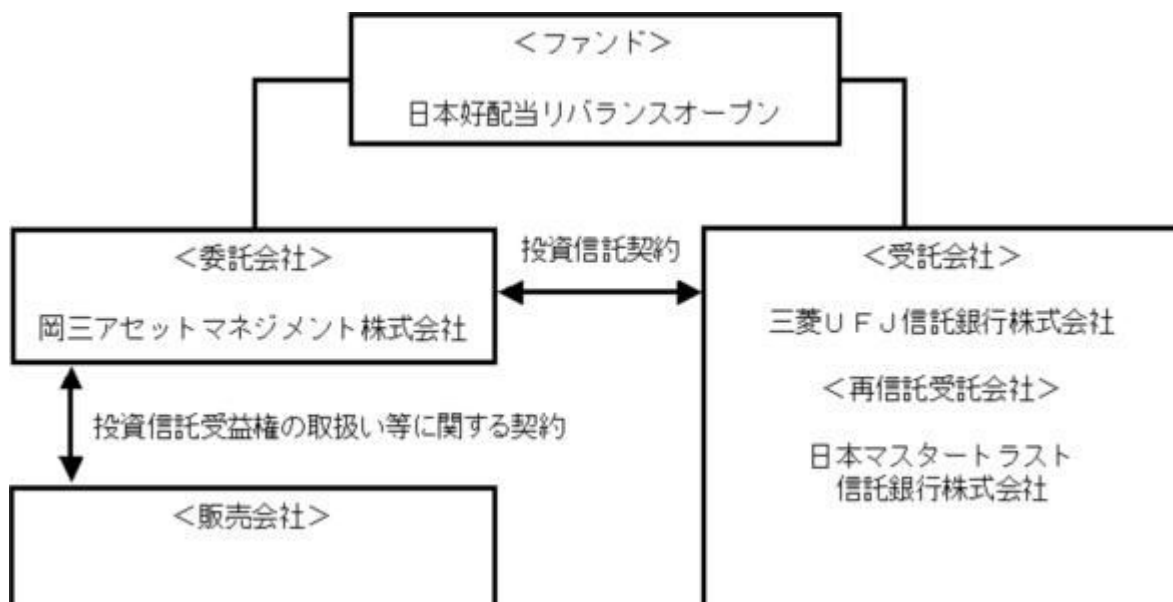 ＜ファンド＞
日本好配当リバランスオープン
＜委託会社＞
岡三アセットマネジメント株式会社
投資信託契約
＜受託会社＞
三菱ＵＦＪ信託銀行株式会社
＜再信託受託会社＞
日本マスタートラスト
信託銀行株式会社
投資信託受益権の取扱い等に関する契約
＜販売会社＞